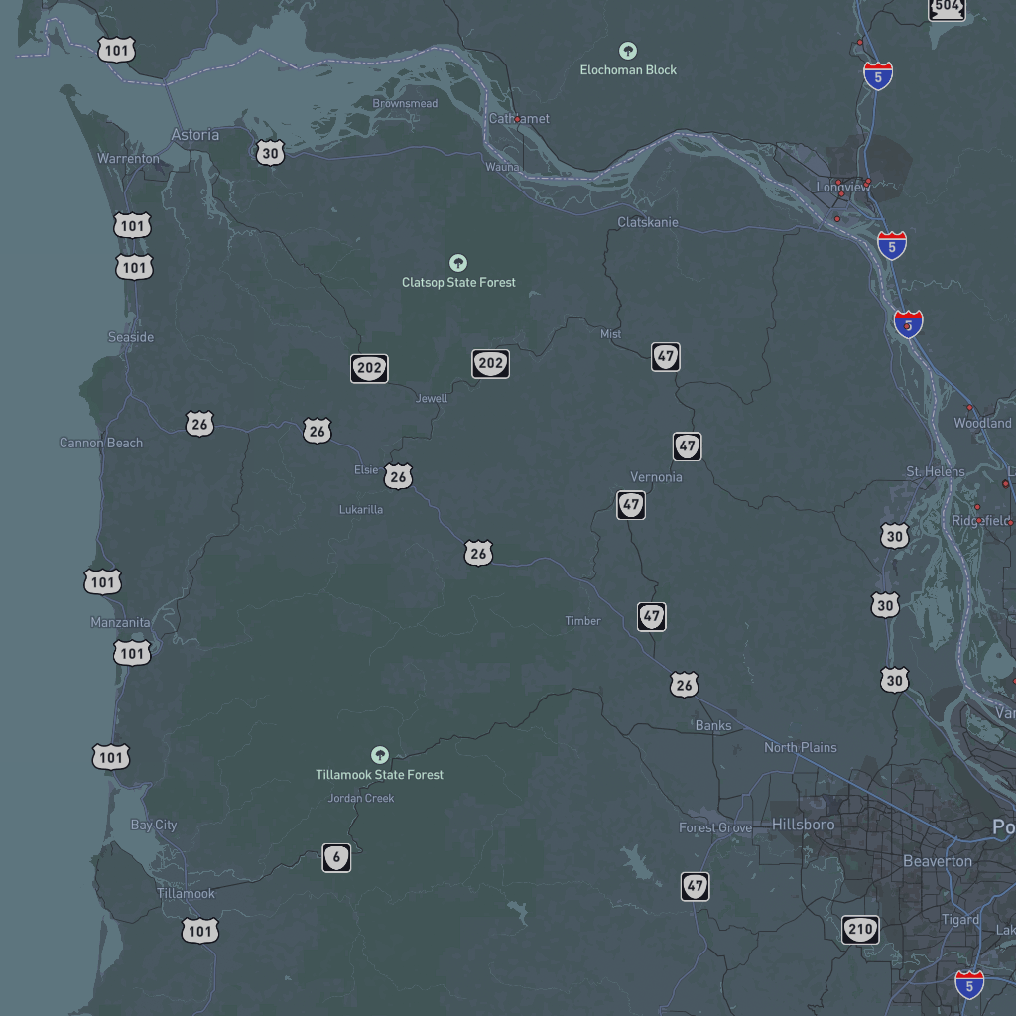 504
101
Elochoman Block
5
Brownsmead
Cathlamet
Astoria
30
Warrenton
Wauna
Longview
101
Clatskanie
5
101
Clatsop State Forest
5
Seaside
Mist
202
202
47
Jewell
Woodland
26
26
Cannon Beach
47
Elsie
26
Vernonia
St. Helens
47
Lukarilla
Ridgefield
30
26
101
30
Manzanita
Timber
47
101
30
26
Banks
North Plains
101
Tillamook State Forest
Jordan Creek
Bay City
Forest Grove
Hillsboro
6
Beaverton
Tillamook
47
Tigard
101
210
5